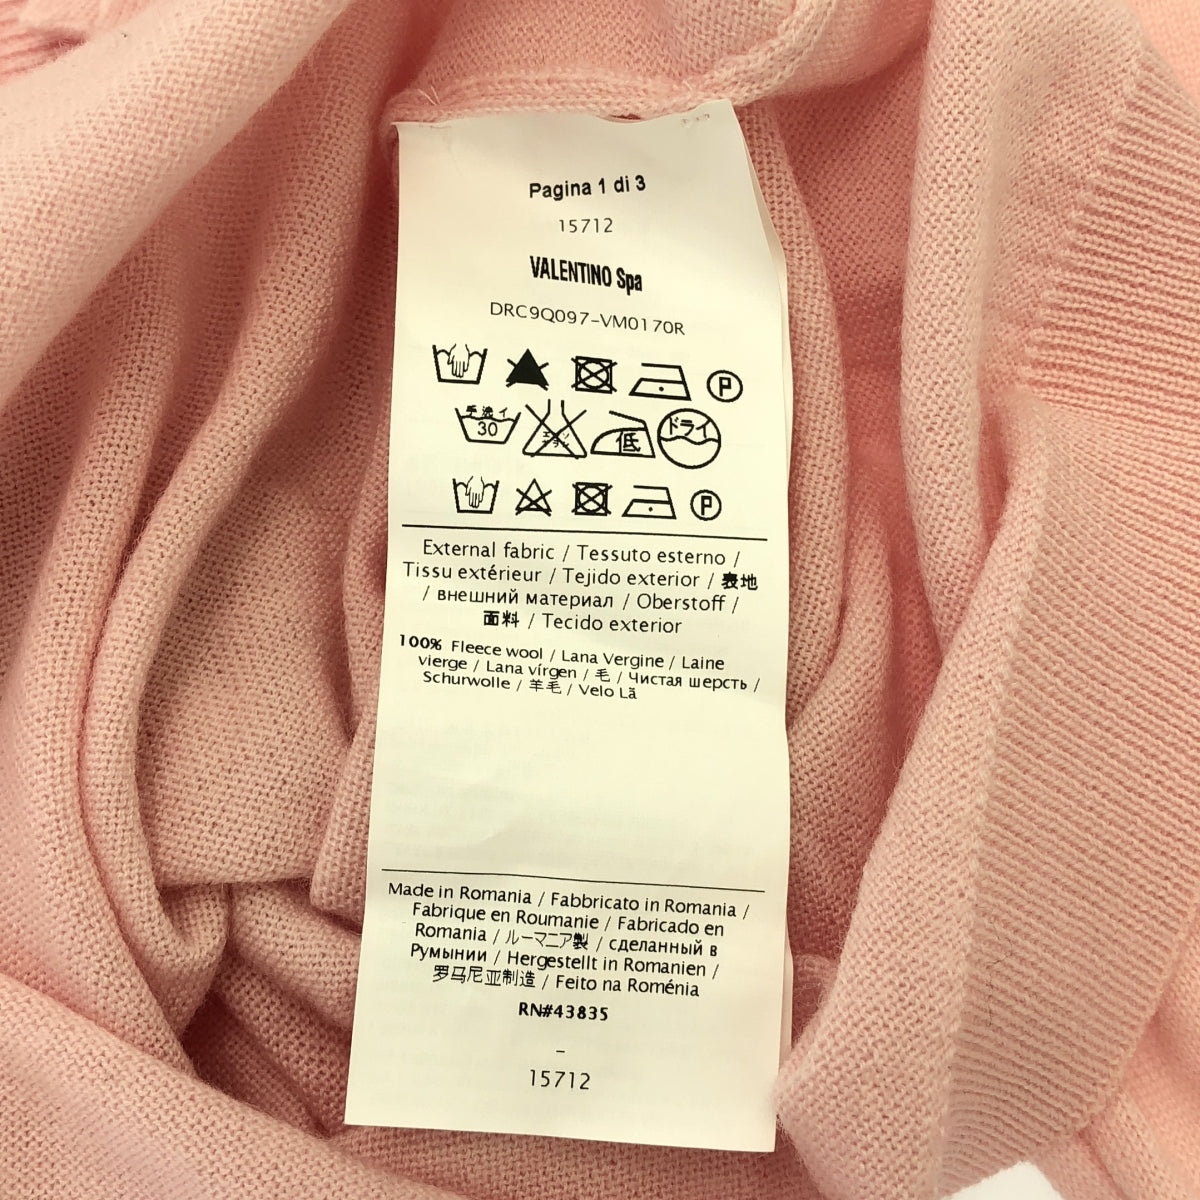 Pagina 1 di 3
15712
VALENTINO Spa
DRC9Q097-VM0170R
P
手洗イ
30
低
ドライ
P
External fabric / Tessuto esterno /
Tissu extérieur / Tejido exterior / 表地
/ внешний материал / Oberstoff /
面料 / Tecido exterior
100% Fleece wool / Lana Vergine / Laine
vierge / Lana vírgen / 毛 / Чистая шерсть /
Schurwolle / 羊毛 / Velo Lã
Made in Romania / Fabbricato in Romania /
Fabrique en Roumanie / Fabricado en
Romania / ルーマニア製 / сделанный в
Румынии / Hergestellt in Romanien /
罗马尼亚制造 / Feito na Roménia
RN#43835
–
15712